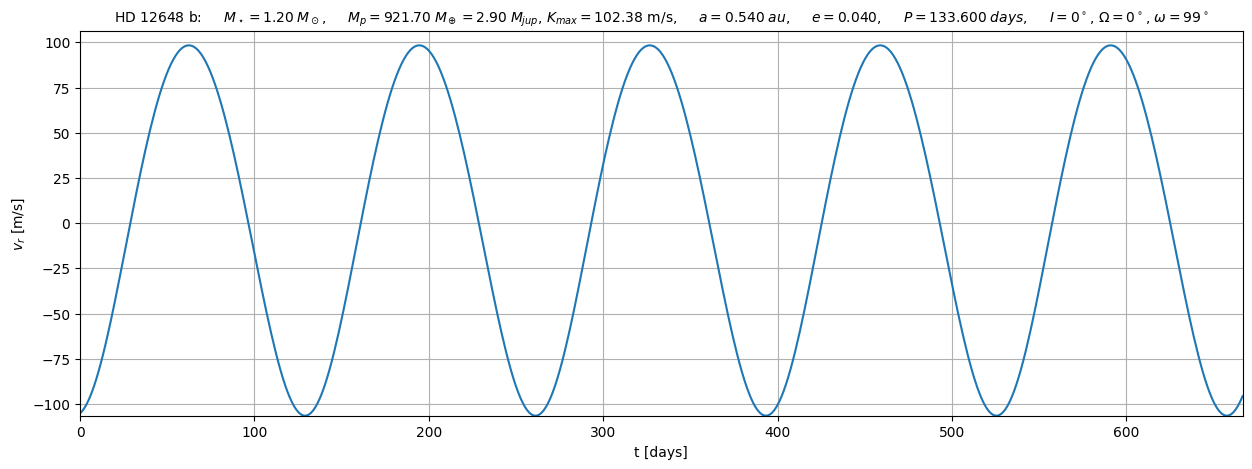 HD 12648 b: M⋆ = 1.20 M⊙, Mp = 921.70 M⊕ = 2.90 Mjup, Kmax = 102.38 m/s, a = 0.540 au, e = 0.040, P = 133.600 days, I = 0°, Ω = 0°, ω = 99°
100
75
50
25
0
−25
−50
−75
−100
vr [m/s]
0 100 200 300 400 500 600
t [days]